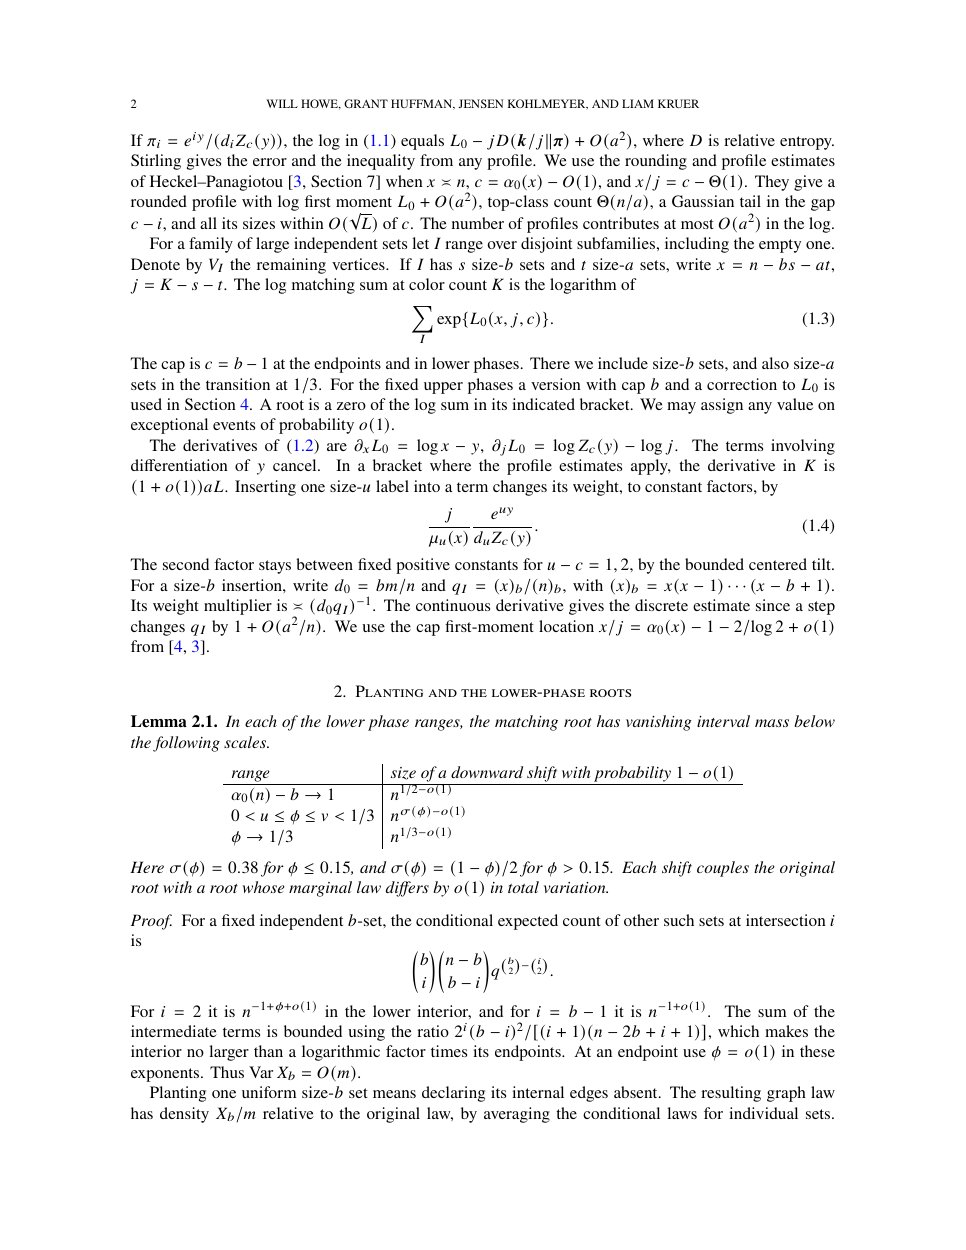 2 WILL HOWE, GRANT HUFFMAN, JENSEN KOHLMEYER, AND LIAM KRUER
If πᵢ = e^{iy}/(dᵢZ_c(y)), the log in (1.1) equals L₀ − jD(𝒌/j‖𝝅) + O(a²), where D is relative entropy.
Stirling gives the error and the inequality from any profile. We use the rounding and profile estimates
of Heckel–Panagiotou [3, Section 7] when x ≍ n, c = α₀(x) − O(1), and x/j = c − Θ(1). They give a
rounded profile with log first moment L₀ + O(a²), top-class count Θ(n/a), a Gaussian tail in the gap
c − i, and all its sizes within O(√L) of c. The number of profiles contributes at most O(a²) in the log.
For a family of large independent sets let I range over disjoint subfamilies, including the empty one.
Denote by V_I the remaining vertices. If I has s size-b sets and t size-a sets, write x = n − bs − at,
j = K − s − t. The log matching sum at color count K is the logarithm of
∑_I exp{L₀(x, j, c)}. (1.3)
The cap is c = b − 1 at the endpoints and in lower phases. There we include size-b sets, and also size-a
sets in the transition at 1/3. For the fixed upper phases a version with cap b and a correction to L₀ is
used in Section 4. A root is a zero of the log sum in its indicated bracket. We may assign any value on
exceptional events of probability o(1).
The derivatives of (1.2) are ∂ₓL₀ = log x − y, ∂ⱼL₀ = log Z_c(y) − log j. The terms involving
differentiation of y cancel. In a bracket where the profile estimates apply, the derivative in K is
(1 + o(1))aL. Inserting one size-u label into a term changes its weight, to constant factors, by
j/μ_u(x) e^{uy}/(d_uZ_c(y)). (1.4)
The second factor stays between fixed positive constants for u − c = 1, 2, by the bounded centered tilt.
For a size-b insertion, write d₀ = bm/n and q_I = (x)_b/(n)_b, with (x)_b = x(x − 1) · · · (x − b + 1).
Its weight multiplier is ≍ (d₀q_I)⁻¹. The continuous derivative gives the discrete estimate since a step
changes q_I by 1 + O(a²/n). We use the cap first-moment location x/j = α₀(x) − 1 − 2/log 2 + o(1)
from [4, 3].
2. Planting and the lower-phase roots
Lemma 2.1. In each of the lower phase ranges, the matching root has vanishing interval mass below
the following scales.
range size of a downward shift with probability 1 − o(1)
α₀(n) − b → 1 n^{1/2−o(1)}
0 < u ≤ ϕ ≤ v < 1/3 n^{σ(ϕ)−o(1)}
ϕ → 1/3 n^{1/3−o(1)}
Here σ(ϕ) = 0.38 for ϕ ≤ 0.15, and σ(ϕ) = (1 − ϕ)/2 for ϕ > 0.15. Each shift couples the original
root with a root whose marginal law differs by o(1) in total variation.
Proof. For a fixed independent b-set, the conditional expected count of other such sets at intersection i
is
\binom{b}{i}\binom{n − b}{b − i}q^{\binom{b}{2}−\binom{i}{2}}.
For i = 2 it is n^{−1+ϕ+o(1)} in the lower interior, and for i = b − 1 it is n^{−1+o(1)}. The sum of the
intermediate terms is bounded using the ratio 2^i(b − i)²/[(i + 1)(n − 2b + i + 1)], which makes the
interior no larger than a logarithmic factor times its endpoints. At an endpoint use ϕ = o(1) in these
exponents. Thus Var X_b = O(m).
Planting one uniform size-b set means declaring its internal edges absent. The resulting graph law
has density X_b/m relative to the original law, by averaging the conditional laws for individual sets.